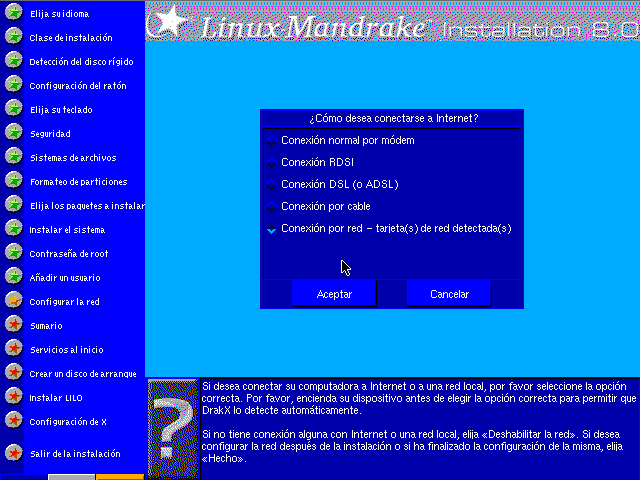 Linux Mandrake™ Installation 8.0
Elija su idioma
Clase de instalación
Detección del disco rígido
Configuración del ratón
Elija su teclado
Seguridad
Sistemas de archivos
Formateo de particiones
Elija los paquetes a instalar
Instalar el sistema
Contraseña de root
Añadir un usuario
Configurar la red
Sumario
Servicios al inicio
Crear un disco de arranque
Instalar LILO
Configuración de X
Salir de la instalación
¿Cómo desea conectarse a Internet?
Conexión normal por módem
Conexión RDSI
Conexión DSL (o ADSL)
Conexión por cable
Conexión por red - tarjeta(s) de red detectada(s)
Aceptar
Cancelar
?
Si desea conectar su computadora a Internet o a una red local, por favor seleccione la opción
correcta. Por favor, encienda su dispositivo antes de elegir la opción correcta para permitir que
DrakX lo detecte automáticamente.
Si no tiene conexión alguna con Internet o una red local, elija «Deshabilitar la red». Si desea
configurar la red después de la instalación o si ha finalizado la configuración de la misma, elija
«Hecho».